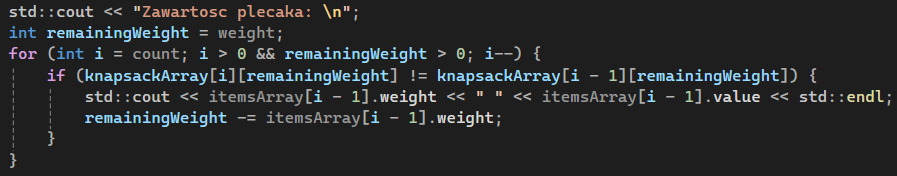 std::cout << "Zawartosc plecaka: \n";
int remainingWeight = weight;
for (int i = count; i > 0 && remainingWeight > 0; i--) {
    if (knapsackArray[i][remainingWeight] != knapsackArray[i - 1][remainingWeight]) {
        std::cout << itemsArray[i - 1].weight << " " << itemsArray[i - 1].value << std::endl;
        remainingWeight -= itemsArray[i - 1].weight;
    }
}